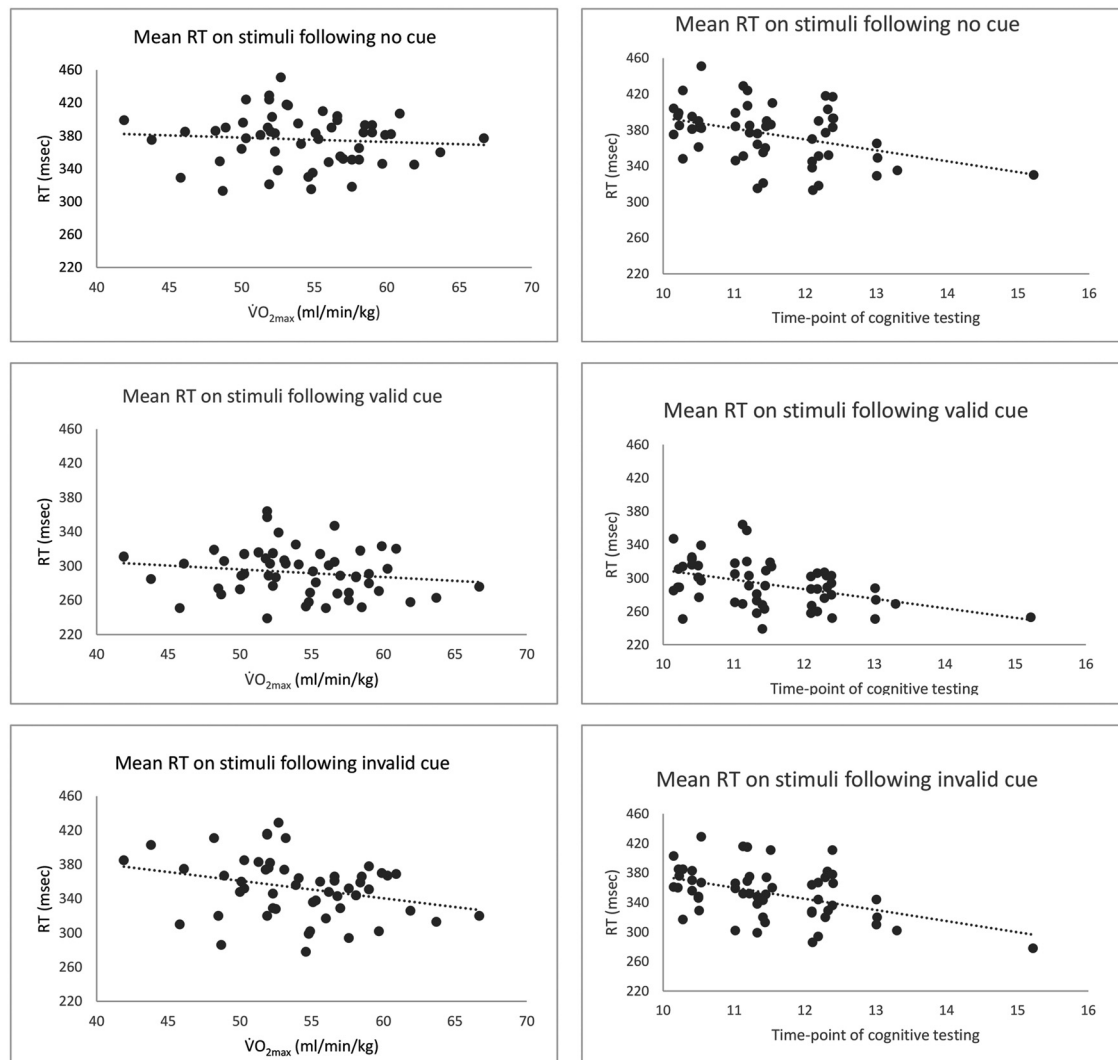 Mean RT on stimuli following no cue
460
420
380
340
300
260
220
RT (msec)
40 45 50 55 60 65 70
V̇O2max (ml/min/kg)
Mean RT on stimuli following no cue
460
420
380
340
300
260
220
RT (msec)
10 11 12 13 14 15 16
Time-point of cognitive testing
Mean RT on stimuli following valid cue
460
420
380
340
300
260
220
RT (msec)
40 45 50 55 60 65 70
V̇O2max (ml/min/kg)
Mean RT on stimuli following valid cue
460
420
380
340
300
260
220
RT (msec)
10 11 12 13 14 15 16
Time-point of cognitive testing
Mean RT on stimuli following invalid cue
460
420
380
340
300
260
220
RT (msec)
40 45 50 55 60 65 70
V̇O2max (ml/min/kg)
Mean RT on stimuli following invalid cue
460
420
380
340
300
260
220
RT (msec)
10 11 12 13 14 15 16
Time-point of cognitive testing